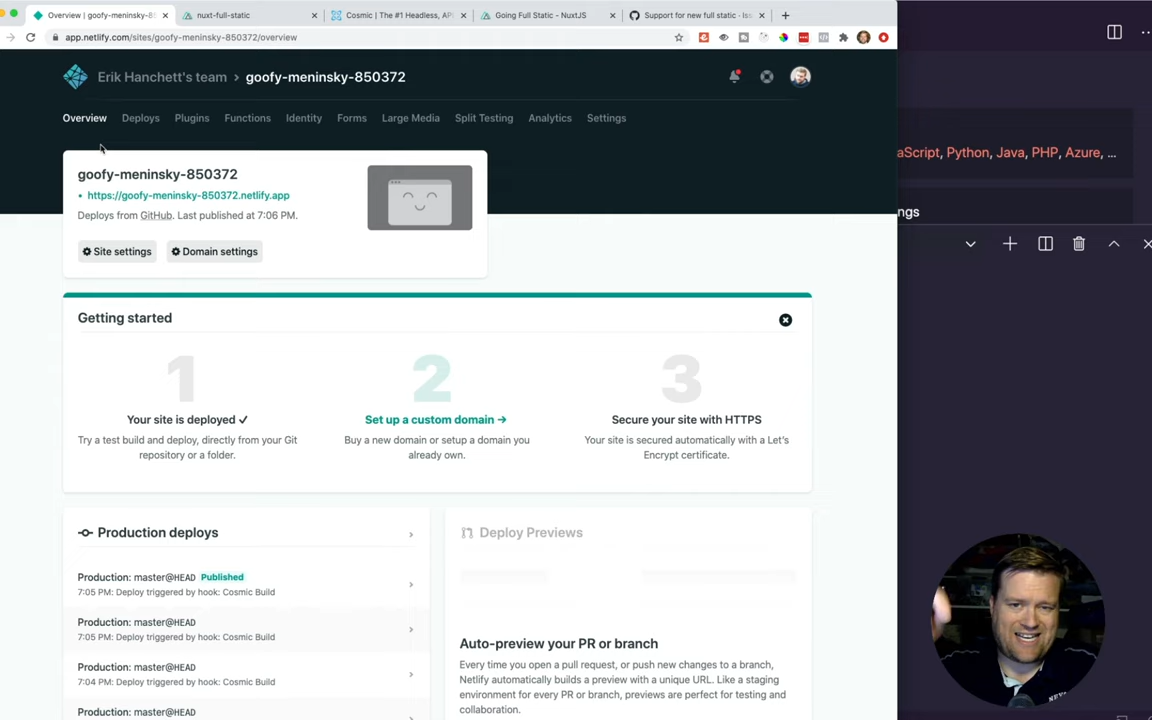 Overview | goofy-meninsky-85
nuxt-full-static
Cosmic | The #1 Headless, API
Going Full Static - NuxtJS
Support for new full static · Iss
app.netlify.com/sites/goofy-meninsky-850372/overview
Erik Hanchett's team > goofy-meninsky-850372
Overview Deploys Plugins Functions Identity Forms Large Media Split Testing Analytics Settings
goofy-meninsky-850372
https://goofy-meninsky-850372.netlify.app
Deploys from GitHub. Last published at 7:06 PM.
Site settings Domain settings
Getting started
1
Your site is deployed ✓
Try a test build and deploy, directly from your Git
repository or a folder.
2
Set up a custom domain →
Buy a new domain or setup a domain you
already own.
3
Secure your site with HTTPS
Your site is secured automatically with a Let's
Encrypt certificate.
Production deploys
Production: master@HEAD Published
7:05 PM: Deploy triggered by hook: Cosmic Build
Production: master@HEAD
7:05 PM: Deploy triggered by hook: Cosmic Build
Production: master@HEAD
7:04 PM: Deploy triggered by hook: Cosmic Build
Production: master@HEAD
Deploy Previews
Auto-preview your PR or branch
Every time you open a pull request, or push new changes to a branch,
Netlify automatically builds a preview with a unique URL. Like a staging
environment for every PR or branch, previews are perfect for testing and
collaboration.
aScript, Python, Java, PHP, Azure, ...
ngs